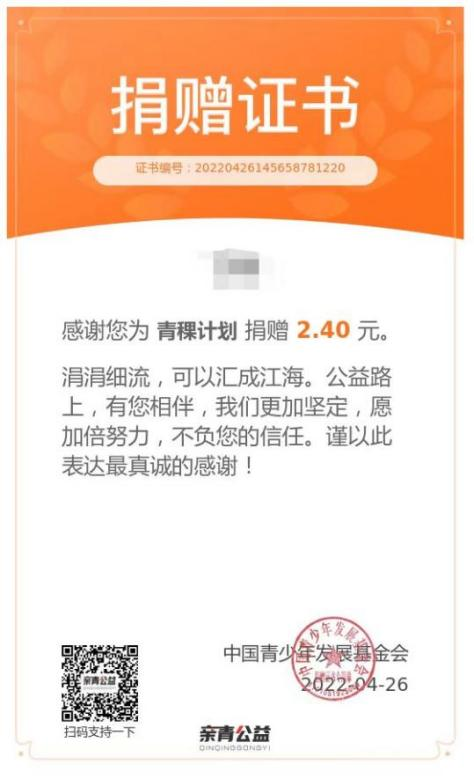 捐赠证书
证书编号：20220426145658781220
感谢您为 青稞计划 捐赠 2.40 元。
涓涓细流，可以汇成江海。公益路
上，有您相伴，我们更加坚定，愿
加倍努力，不负您的信任。谨以此
表达最真诚的感谢！
中国青少年发展基金会
2022-04-26
亲青公益
扫码支持一下
亲青公益
QINQINGGONGYI